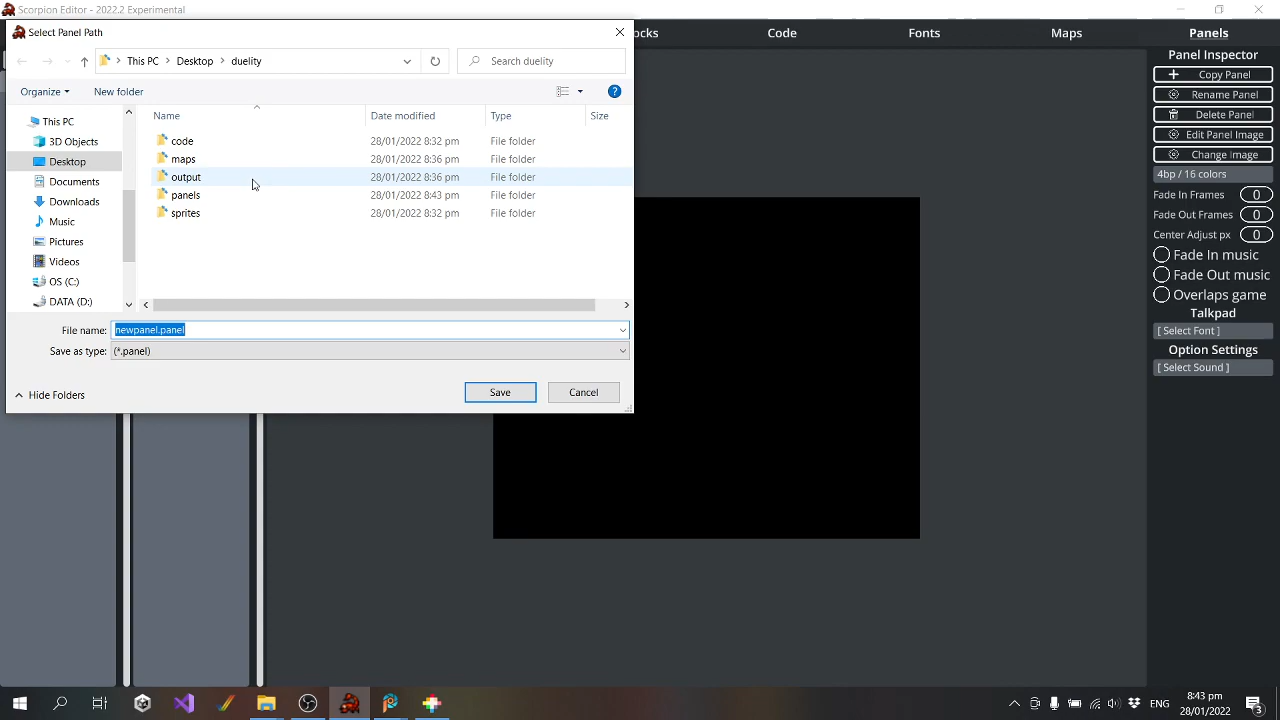 Scorpion Editor - 2022.2 Experimental
Select Panel Path
ocks
Code
Fonts
Maps
Panels
This PC
Desktop
duelity
Search duelity
Organize
New folder
Name
Date modified
Type
Size
This PC
3D Objects
Desktop
Documents
Downloads
Music
Pictures
Videos
OS (C:)
DATA (D:)
code 28/01/2022 8:32 pm File folder
maps 28/01/2022 8:36 pm File folder
output 28/01/2022 8:36 pm File folder
panels 28/01/2022 8:43 pm File folder
sprites 28/01/2022 8:32 pm File folder
File name: newpanel.panel
Save as type: (*.panel)
Hide Folders
Save
Cancel
Panel Inspector
Copy Panel
Rename Panel
Delete Panel
Edit Panel Image
Change Image
4bp / 16 colors
Fade In Frames 0
Fade Out Frames 0
Center Adjust px 0
Fade In music
Fade Out music
Overlaps game
Talkpad
[ Select Font ]
Option Settings
[ Select Sound ]
ENG
8:43 pm
28/01/2022
3